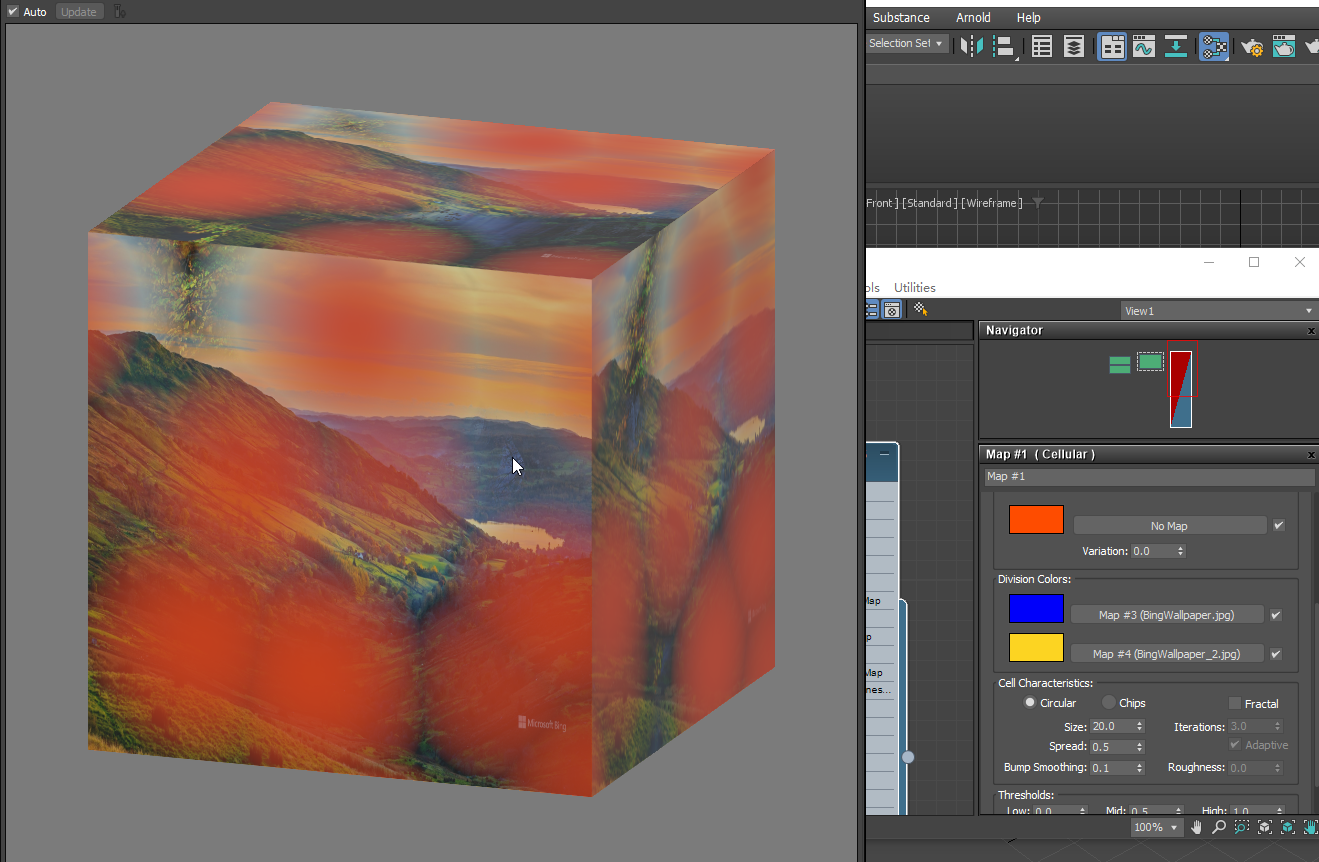 Auto Update
Substance Arnold Help
Selection Set
Front ] [Standard ] [Wireframe ]
ols Utilities
View1
Navigator x
Map #1 ( Cellular ) x
Map #1
No Map
Variation: 0.0
Division Colors:
Map #3 (BingWallpaper.jpg)
Map #4 (BingWallpaper_2.jpg)
Cell Characteristics:
Circular Chips Fractal
Size: 20.0 Iterations: 3.0
Spread: 0.5 Adaptive
Bump Smoothing: 0.1 Roughness: 0.0
Thresholds:
Low: 0.0 Mid: 0.5 High: 1.0
100%
Map
p
Map
nes...
Microsoft Bing